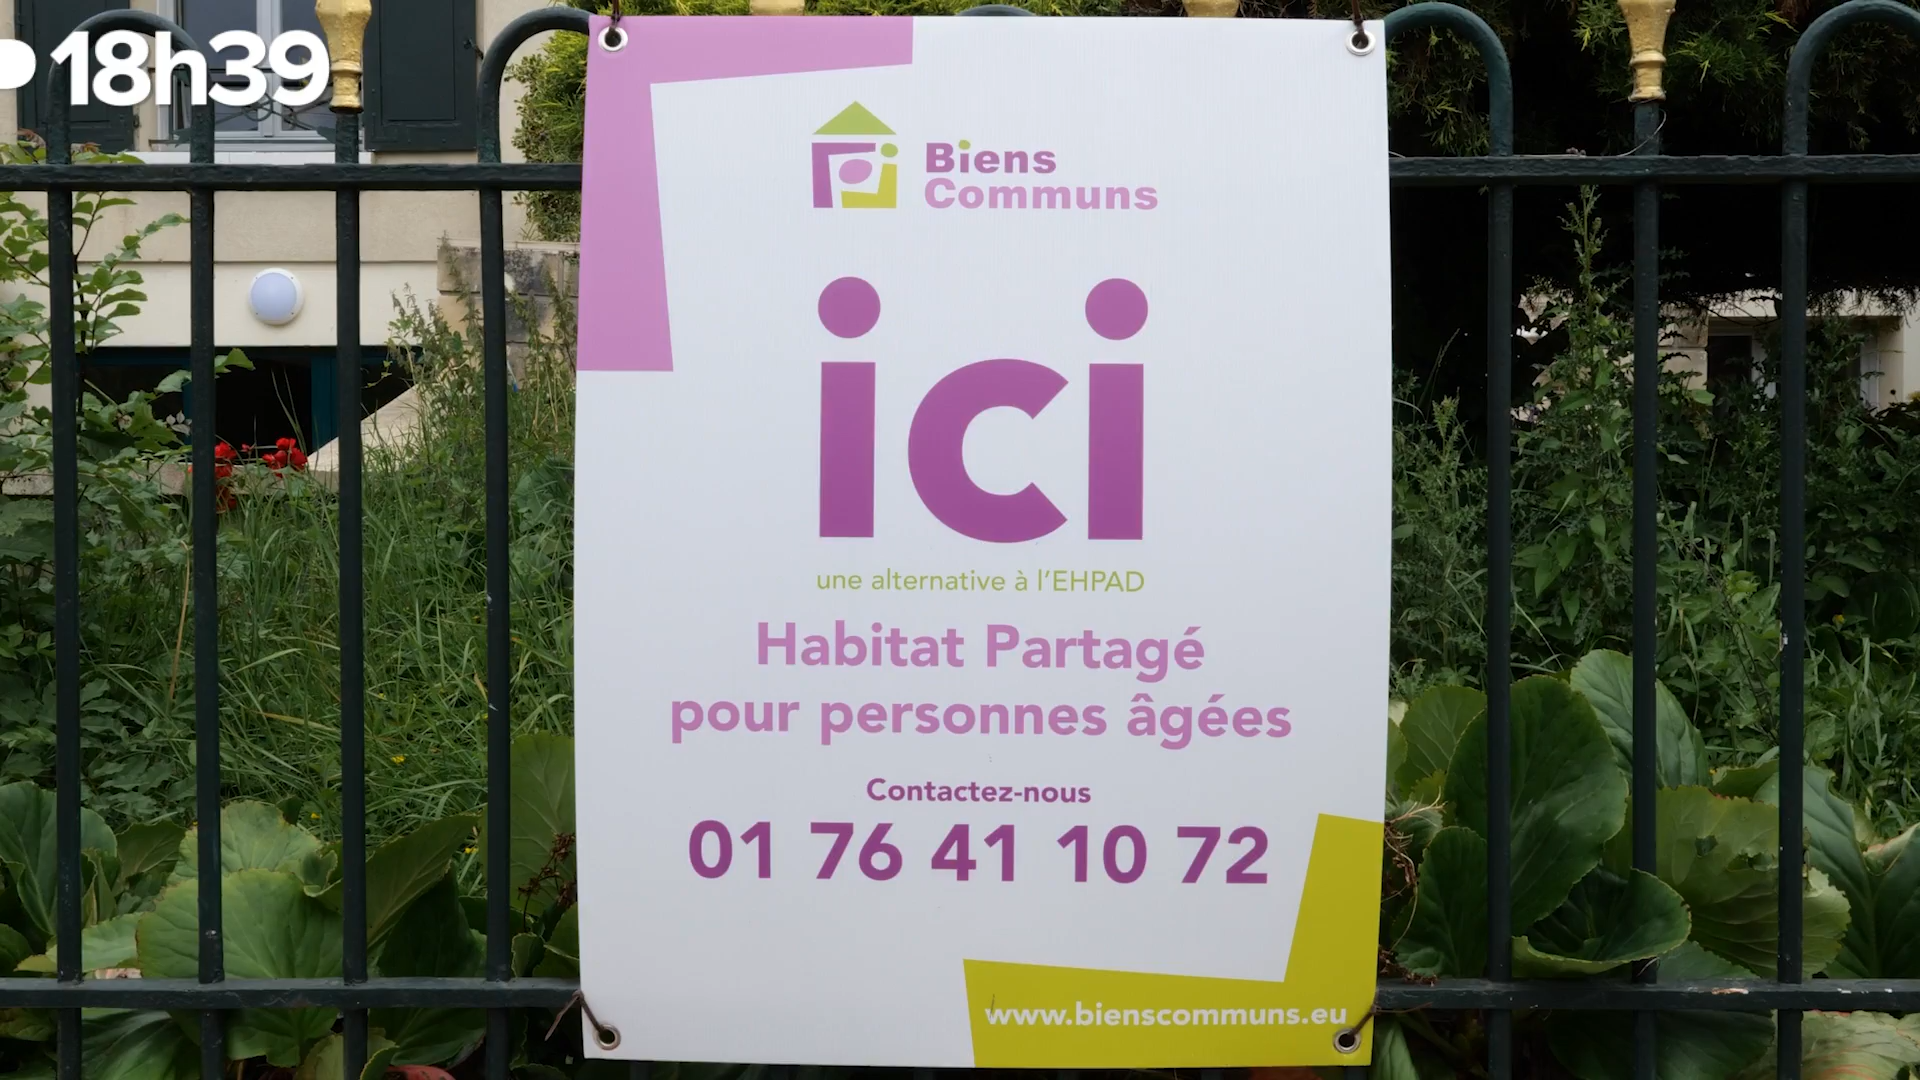 18h39
Biens
Communs
ici
une alternative à l'EHPAD
Habitat Partagé
pour personnes âgées
Contactez-nous
01 76 41 10 72
www.bienscommuns.eu